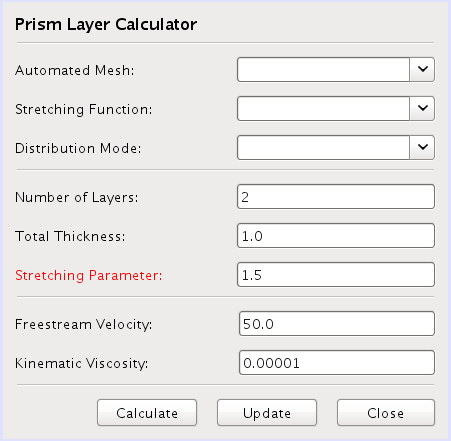 Prism Layer Calculator
Automated Mesh:
Stretching Function:
Distribution Mode:
Number of Layers: 2
Total Thickness: 1.0
Stretching Parameter: 1.5
Freestream Velocity: 50.0
Kinematic Viscosity: 0.00001
Calculate Update Close